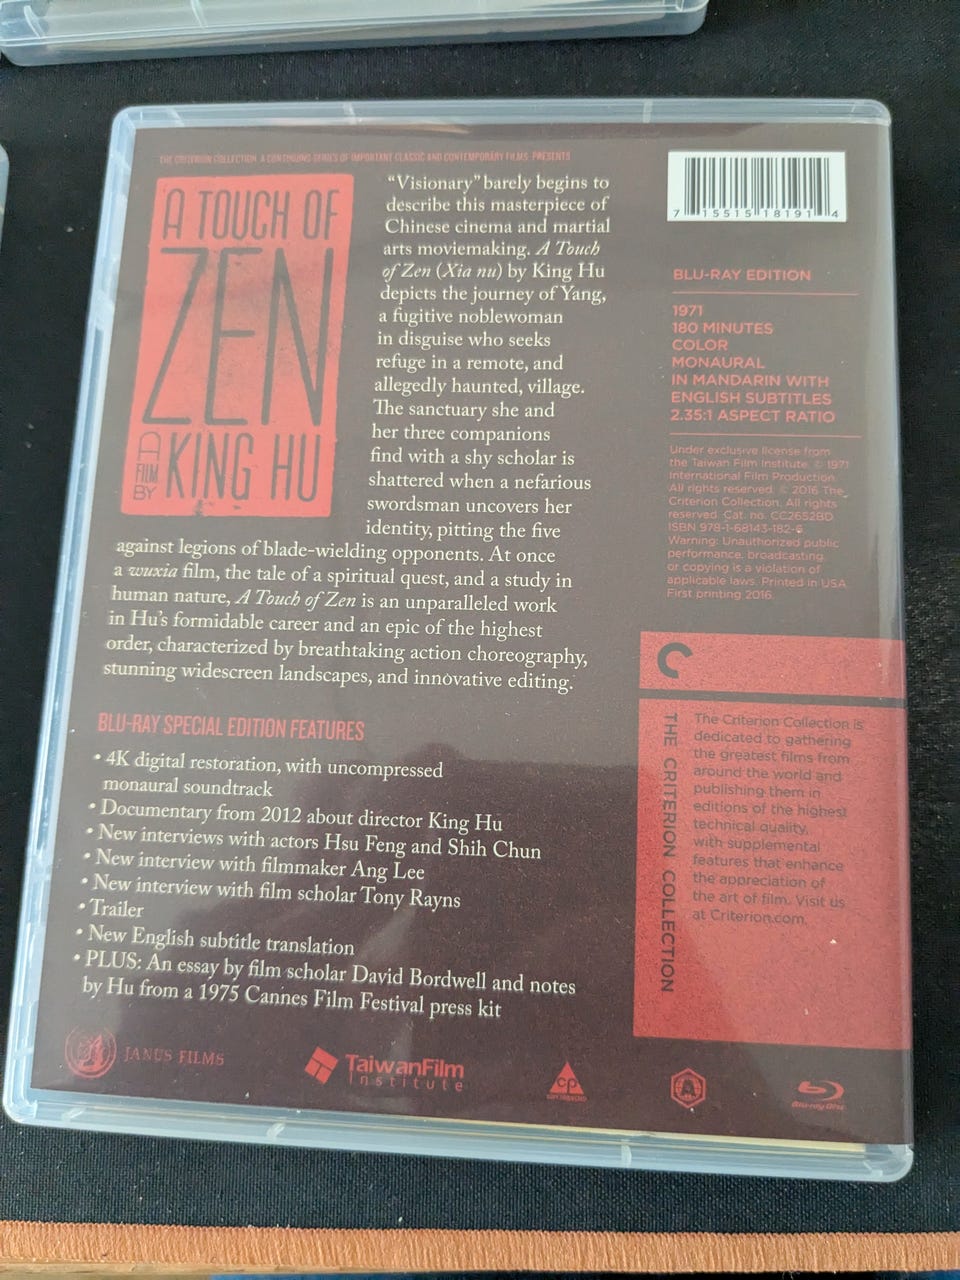 THE CRITERION COLLECTION, A CONTINUING SERIES OF IMPORTANT CLASSIC AND CONTEMPORARY FILMS PRESENTS
A TOUCH OF
ZEN
A
FILM
BY
KING HU
“Visionary” barely begins to
describe this masterpiece of
Chinese cinema and martial
arts moviemaking. A Touch
of Zen (Xia nu) by King Hu
depicts the journey of Yang,
a fugitive noblewoman
in disguise who seeks
refuge in a remote, and
allegedly haunted, village.
The sanctuary she and
her three companions
find with a shy scholar is
shattered when a nefarious
swordsman uncovers her
identity, pitting the five
against legions of blade-wielding opponents. At once
a wuxia film, the tale of a spiritual quest, and a study in
human nature, A Touch of Zen is an unparalleled work
in Hu’s formidable career and an epic of the highest
order, characterized by breathtaking action choreography,
stunning widescreen landscapes, and innovative editing.
BLU-RAY SPECIAL EDITION FEATURES
• 4K digital restoration, with uncompressed
monaural soundtrack
• Documentary from 2012 about director King Hu
• New interviews with actors Hsu Feng and Shih Chun
• New interview with filmmaker Ang Lee
• New interview with film scholar Tony Rayns
• Trailer
• New English subtitle translation
• PLUS: An essay by film scholar David Bordwell and notes
by Hu from a 1975 Cannes Film Festival press kit
JANUS FILMS
TaiwanFilm
Institute
cp
Blu-ray Disc
7 15515 18191 4
BLU-RAY EDITION
1971
180 MINUTES
COLOR
MONAURAL
IN MANDARIN WITH
ENGLISH SUBTITLES
2.35:1 ASPECT RATIO
Under exclusive license from
the Taiwan Film Institute. © 1971
International Film Production.
All rights reserved. © 2016 The
Criterion Collection. All rights
reserved. Cat. no. CC2652BD
ISBN 978-1-68143-182-6
Warning: Unauthorized public
performance, broadcasting,
or copying is a violation of
applicable laws. Printed in USA
First printing 2016.
THE CRITERION COLLECTION
The Criterion Collection is
dedicated to gathering
the greatest films from
around the world and
publishing them in
editions of the highest
technical quality,
with supplemental
features that enhance
the appreciation of
the art of film. Visit us
at Criterion.com.